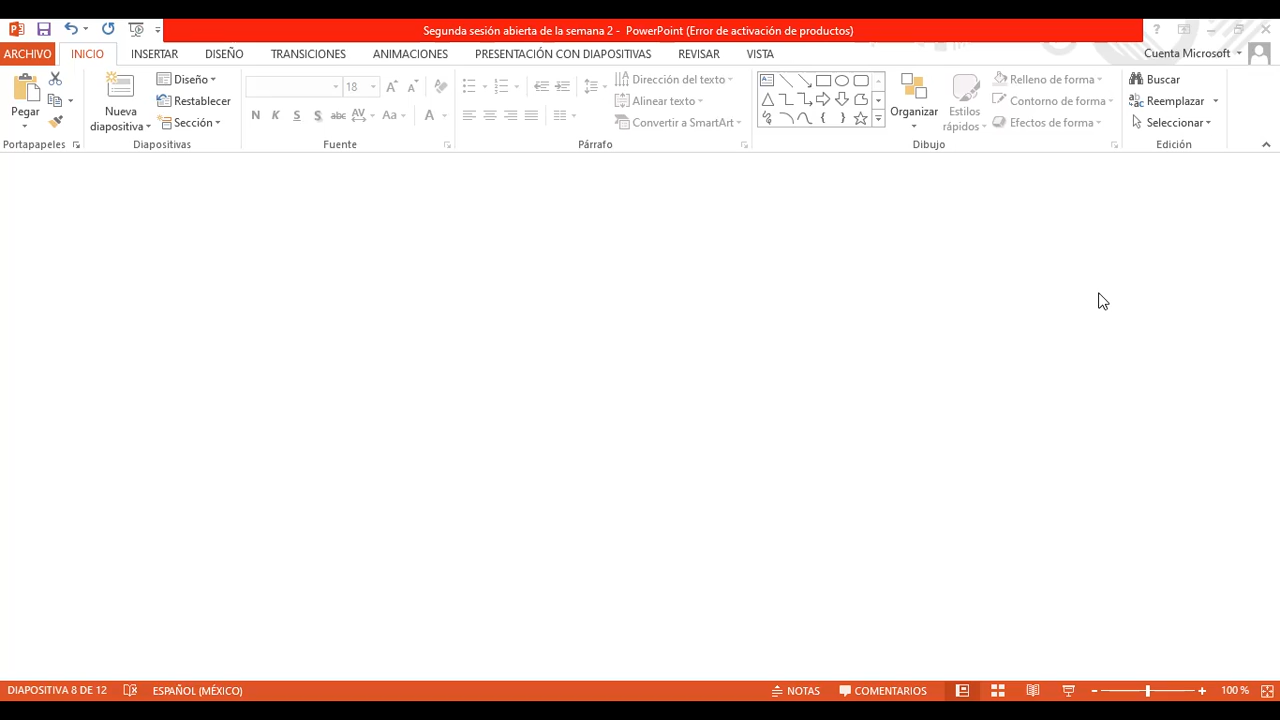 Segunda sesión abierta de la semana 2 - PowerPoint (Error de activación de productos)
ARCHIVO INICIO INSERTAR DISEÑO TRANSICIONES ANIMACIONES PRESENTACIÓN CON DIAPOSITIVAS REVISAR VISTA Cuenta Microsoft
Pegar
Nueva diapositiva
Diseño
Restablecer
Sección
18
N K S S abc AV Aa A
Dirección del texto
Alinear texto
Convertir a SmartArt
Organizar
Estilos rápidos
Relleno de forma
Contorno de forma
Efectos de forma
Buscar
Reemplazar
Seleccionar
Portapapeles Diapositivas Fuente Párrafo Dibujo Edición
DIAPOSITIVA 8 DE 12 ESPAÑOL (MÉXICO) NOTAS COMENTARIOS 100 %